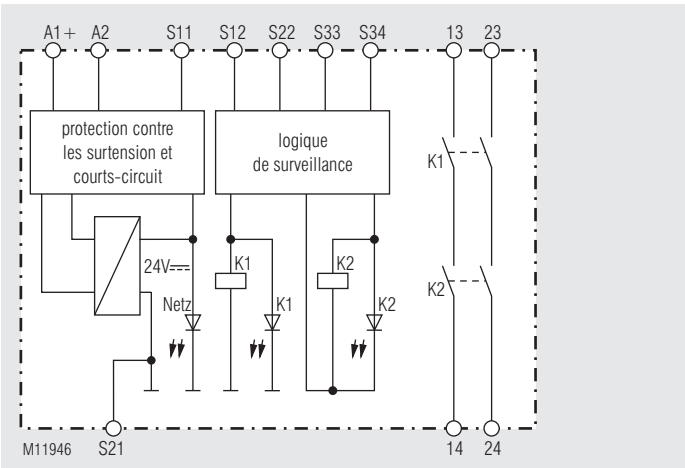 A1+ A2 S11 S12 S22 S33 S34 13 23
protection contre
les surtension et
courts-circuit
logique
de surveillance
K1
24V
K1
K2
Netz
K1
K2
K2
M11946
S21
14
24